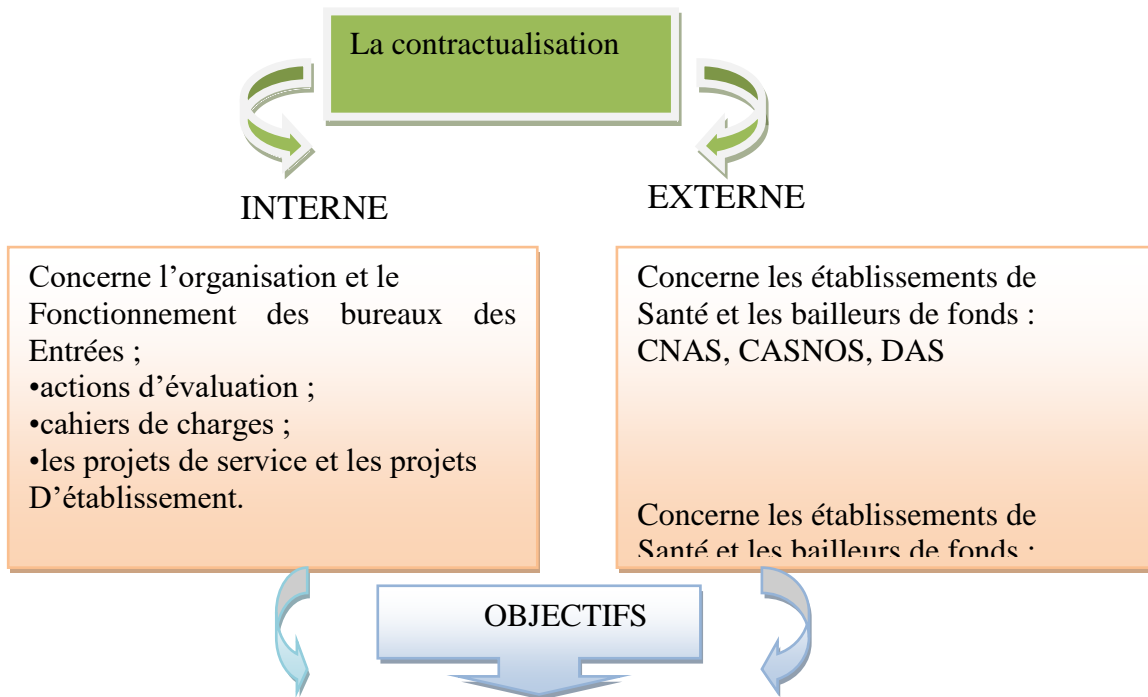 La contractualisation
INTERNE
EXTERNE
Concerne l’organisation et le
Fonctionnement des bureaux des
Entrées ;
•actions d’évaluation ;
•cahiers de charges ;
•les projets de service et les projets
D’établissement.
Concerne les établissements de
Santé et les bailleurs de fonds :
CNAS, CASNOS, DAS
Concerne les établissements de
Santé et les bailleurs de fonds :
OBJECTIFS